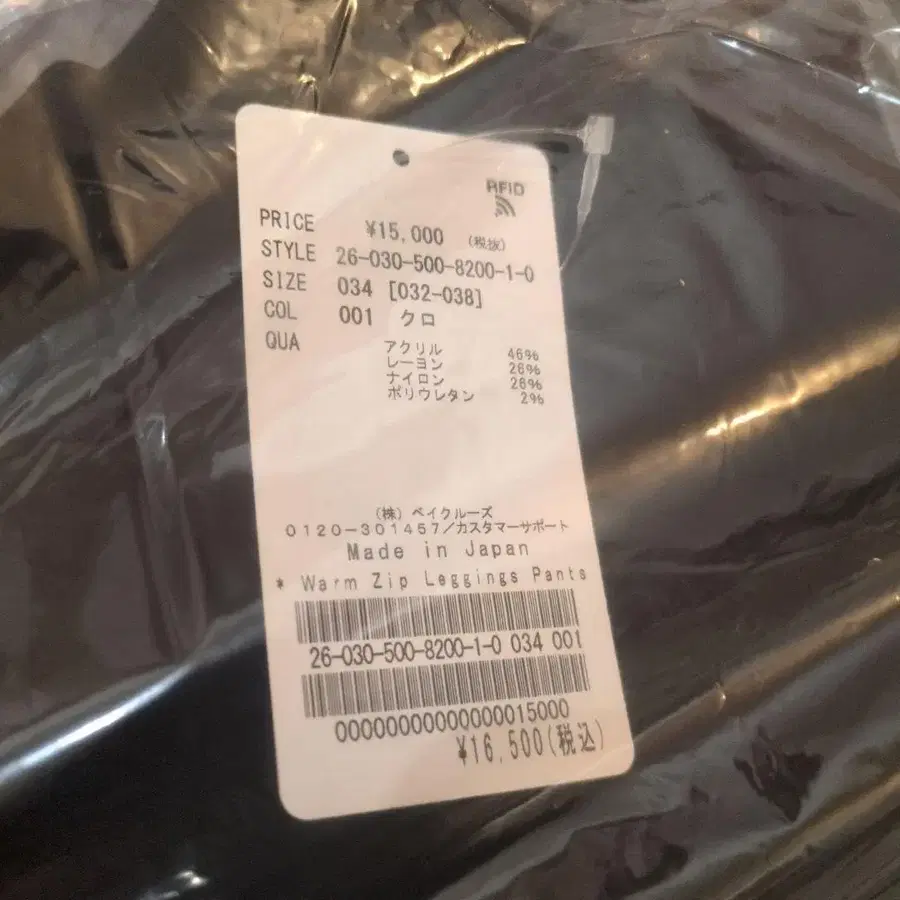 RFID
PRICE ¥15,000 (税抜)
STYLE 26-030-500-8200-1-0
SIZE 034 [032-038]
COL 001 クロ
QUA アクリル 46%
レーヨン 26%
ナイロン 26%
ポリウレタン 2%
(株) ベイクルーズ
0120-301457/カスタマーサポート
Made in Japan
* Warm Zip Leggings Pants
26-030-500-8200-1-0 034 001
00000000000000015000
¥16,500(税込)